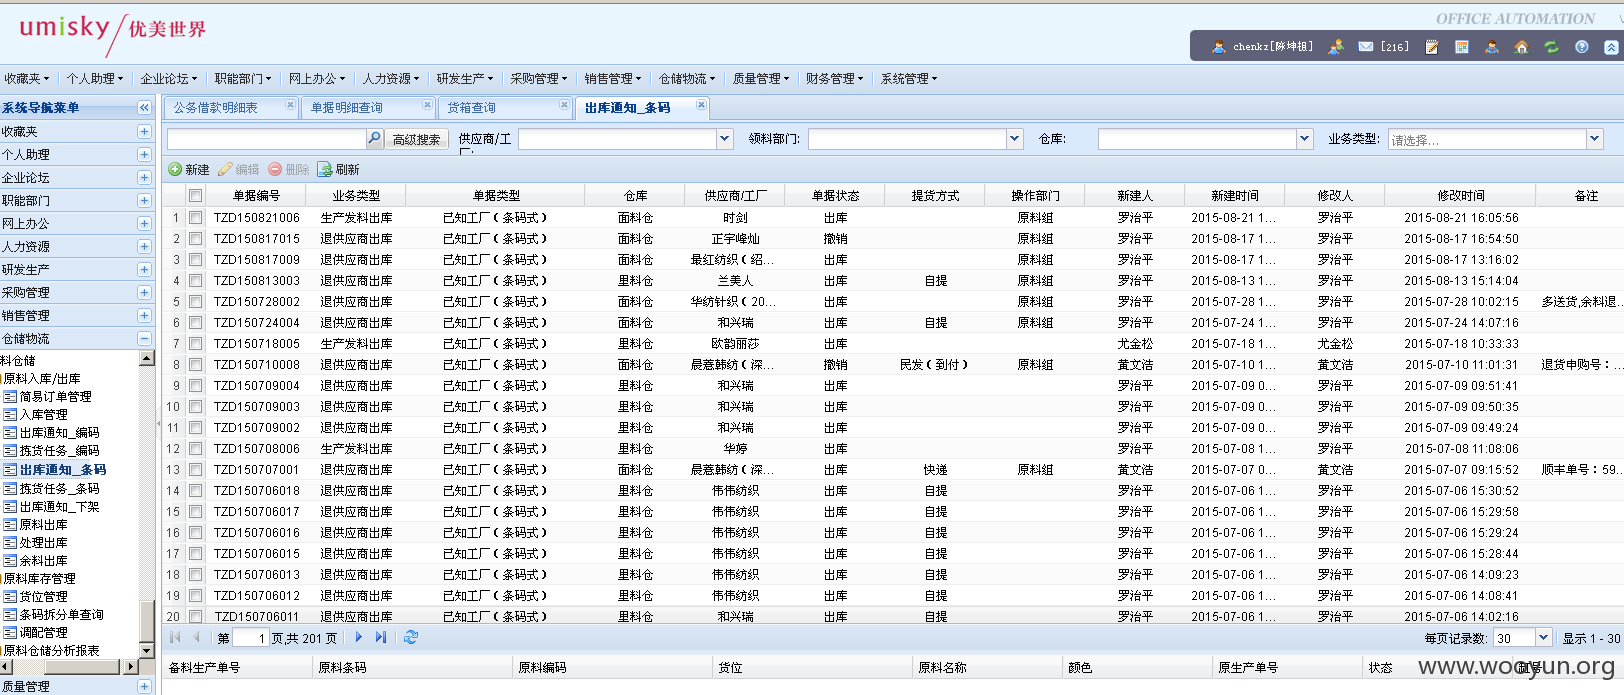 umisky 优美世界
OFFICE AUTOMATION
chenkz[陈坤祖] [216]
收藏夹 个人助理 企业论坛 职能部门 网上办公 人力资源 研发生产 采购管理 销售管理 仓储物流 质量管理 财务管理 系统管理
系统导航菜单
公务借款明细表 单据明细查询 货箱查询 出库通知_条码
高级搜索 供应商/工厂: 领料部门: 仓库: 业务类型: 请选择...
新建 编辑 删除 刷新
收藏夹
个人助理
企业论坛
职能部门
网上办公
人力资源
研发生产
采购管理
销售管理
仓储物流
料仓储
原料入库/出库
简易订单管理
入库管理
出库通知_编码
拣货任务_编码
出库通知_条码
拣货任务_条码
出库通知_下架
原料出库
处理出库
余料出库
原料库存管理
货位管理
条码拆分单查询
调配管理
原料仓储分析报表
质量管理
单据编号 业务类型 单据类型 仓库 供应商/工厂 单据状态 提货方式 操作部门 新建人 新建时间 修改人 修改时间 备注
1 TZD150821006 生产发料出库 已知工厂（条码式） 面料仓 时剑 出库 原料组 罗治平 2015-08-21 1... 罗治平 2015-08-21 16:05:56
2 TZD150817015 退供应商出库 已知工厂（条码式） 面料仓 正宇峰灿 撤销 原料组 罗治平 2015-08-17 1... 罗治平 2015-08-17 16:54:50
3 TZD150817009 退供应商出库 已知工厂（条码式） 面料仓 最红纺织（绍... 出库 原料组 罗治平 2015-08-17 1... 罗治平 2015-08-17 13:16:02
4 TZD150813003 退供应商出库 已知工厂（条码式） 里料仓 兰美人 出库 自提 原料组 罗治平 2015-08-13 1... 罗治平 2015-08-13 15:14:04
5 TZD150728002 退供应商出库 已知工厂（条码式） 面料仓 华纺针织（20... 出库 原料组 罗治平 2015-07-28 1... 罗治平 2015-07-28 10:02:15 多送货,余料退...
6 TZD150724004 退供应商出库 已知工厂（条码式） 面料仓 和兴瑞 出库 自提 原料组 罗治平 2015-07-24 1... 罗治平 2015-07-24 14:07:16
7 TZD150718005 生产发料出库 已知工厂（条码式） 里料仓 欧韵丽莎 出库 尤金松 2015-07-18 1... 尤金松 2015-07-18 10:33:33
8 TZD150710008 退供应商出库 已知工厂（条码式） 面料仓 晨薏韩纺（深... 撤销 民发（到付） 原料组 黄文浩 2015-07-10 1... 黄文浩 2015-07-10 11:01:31 退货申购号：...
9 TZD150709004 退供应商出库 已知工厂（条码式） 里料仓 和兴瑞 出库 罗治平 2015-07-09 0... 罗治平 2015-07-09 09:51:41
10 TZD150709003 退供应商出库 已知工厂（条码式） 里料仓 和兴瑞 出库 罗治平 2015-07-09 0... 罗治平 2015-07-09 09:50:35
11 TZD150709002 退供应商出库 已知工厂（条码式） 里料仓 和兴瑞 出库 罗治平 2015-07-09 0... 罗治平 2015-07-09 09:49:24
12 TZD150708006 生产发料出库 已知工厂（条码式） 里料仓 华婷 出库 罗治平 2015-07-08 1... 罗治平 2015-07-08 11:08:06
13 TZD150707001 退供应商出库 已知工厂（条码式） 面料仓 晨薏韩纺（深... 出库 快递 原料组 黄文浩 2015-07-07 0... 黄文浩 2015-07-07 09:15:52 顺丰单号：59...
14 TZD150706018 退供应商出库 已知工厂（条码式） 里料仓 伟伟纺织 出库 自提 罗治平 2015-07-06 1... 罗治平 2015-07-06 15:30:52
15 TZD150706017 退供应商出库 已知工厂（条码式） 里料仓 伟伟纺织 出库 自提 罗治平 2015-07-06 1... 罗治平 2015-07-06 15:29:58
16 TZD150706016 退供应商出库 已知工厂（条码式） 里料仓 伟伟纺织 出库 自提 罗治平 2015-07-06 1... 罗治平 2015-07-06 15:29:24
17 TZD150706015 退供应商出库 已知工厂（条码式） 里料仓 伟伟纺织 出库 自提 罗治平 2015-07-06 1... 罗治平 2015-07-06 15:28:44
18 TZD150706013 退供应商出库 已知工厂（条码式） 里料仓 伟伟纺织 出库 自提 罗治平 2015-07-06 1... 罗治平 2015-07-06 14:09:23
19 TZD150706012 退供应商出库 已知工厂（条码式） 里料仓 伟伟纺织 出库 自提 罗治平 2015-07-06 1... 罗治平 2015-07-06 14:08:41
20 TZD150706011 退供应商出库 已知工厂（条码式） 里料仓 和兴瑞 出库 自提 罗治平 2015-07-06 1... 罗治平 2015-07-06 14:02:16
第 1 页,共 201 页 每页记录数: 30 显示 1 - 30
备料生产单号 原料条码 原料编码 货位 原料名称 颜色 原生产单号 状态
www.wooyun.org